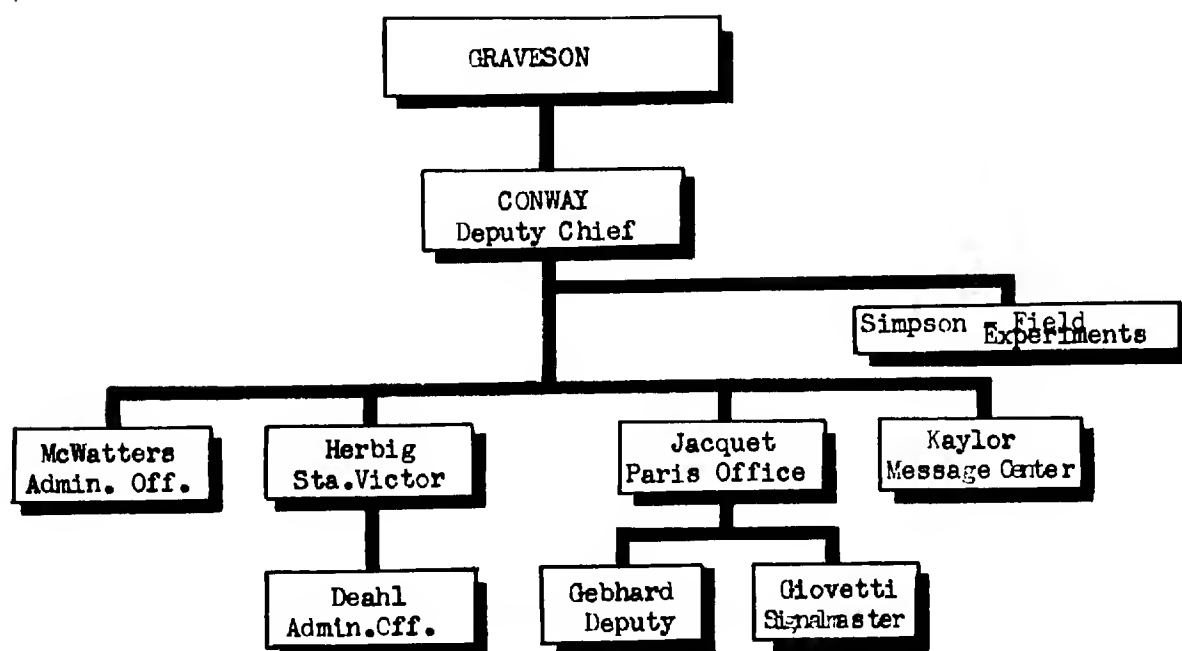 GRAVESON
CONWAY
Deputy Chief
Simpson - Field
Experiments
McWatters
Admin. Off.
Herbig
Sta.Victor
Jacquet
Paris Office
Kaylor
Message Center
Deahl
Admin.Off.
Gebhard
Deputy
Giovetti
Signalmaster